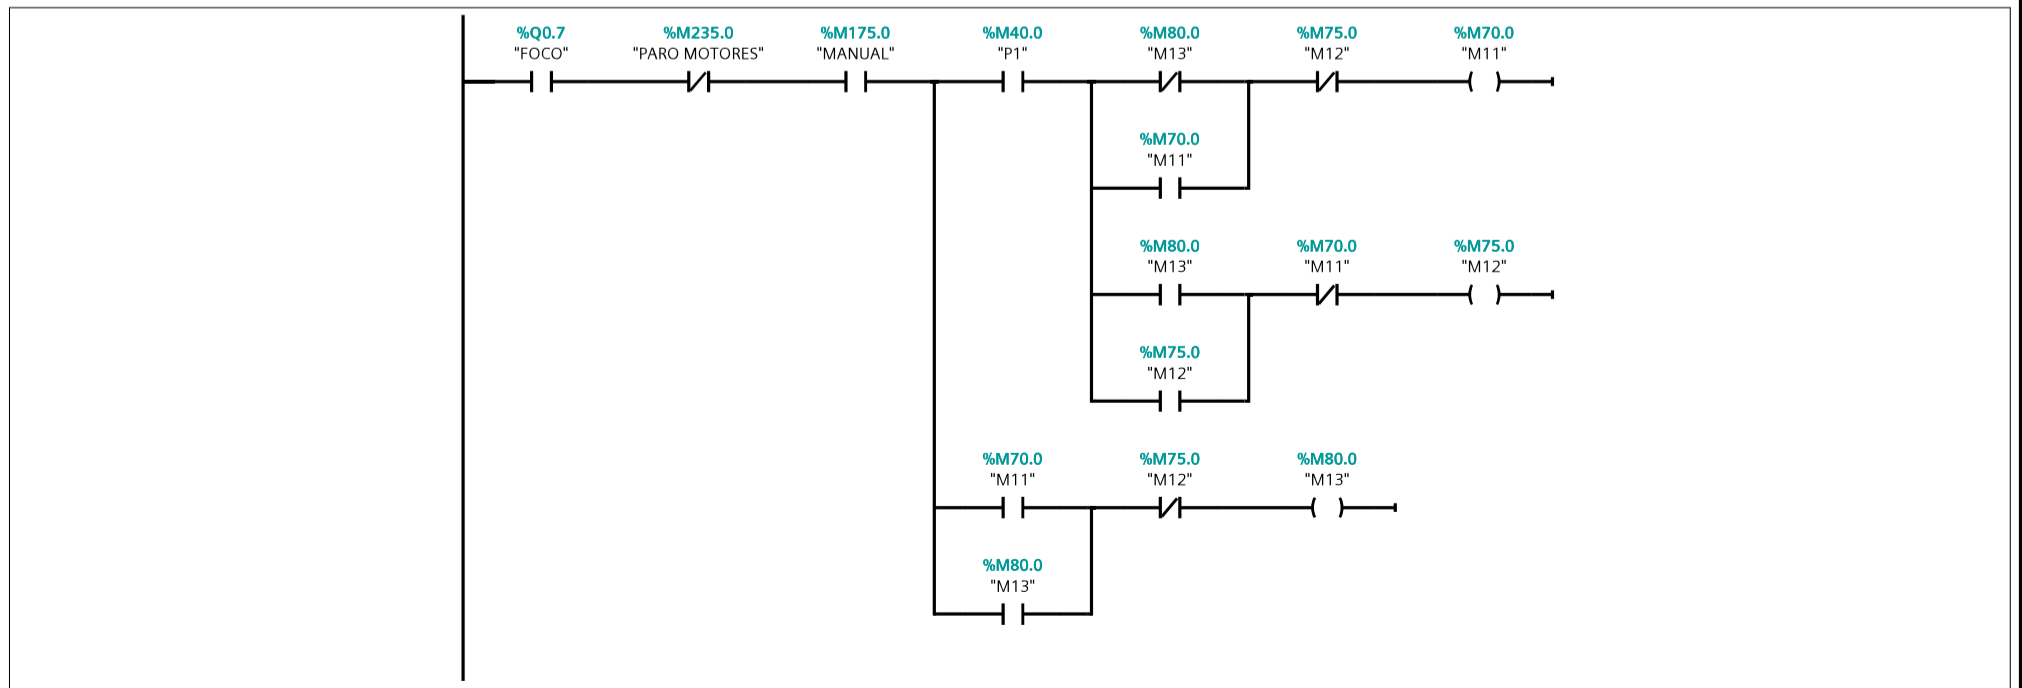 %Q0.7 %M235.0 %M175.0 %M40.0 %M80.0 %M75.0 %M70.0
"FOCO" "PARO MOTORES" "MANUAL" "P1" "M13" "M12" "M11"
%M70.0
"M11"
%M80.0 %M70.0 %M75.0
"M13" "M11" "M12"
%M75.0
"M12"
%M70.0 %M75.0 %M80.0
"M11" "M12" "M13"
%M80.0
"M13"